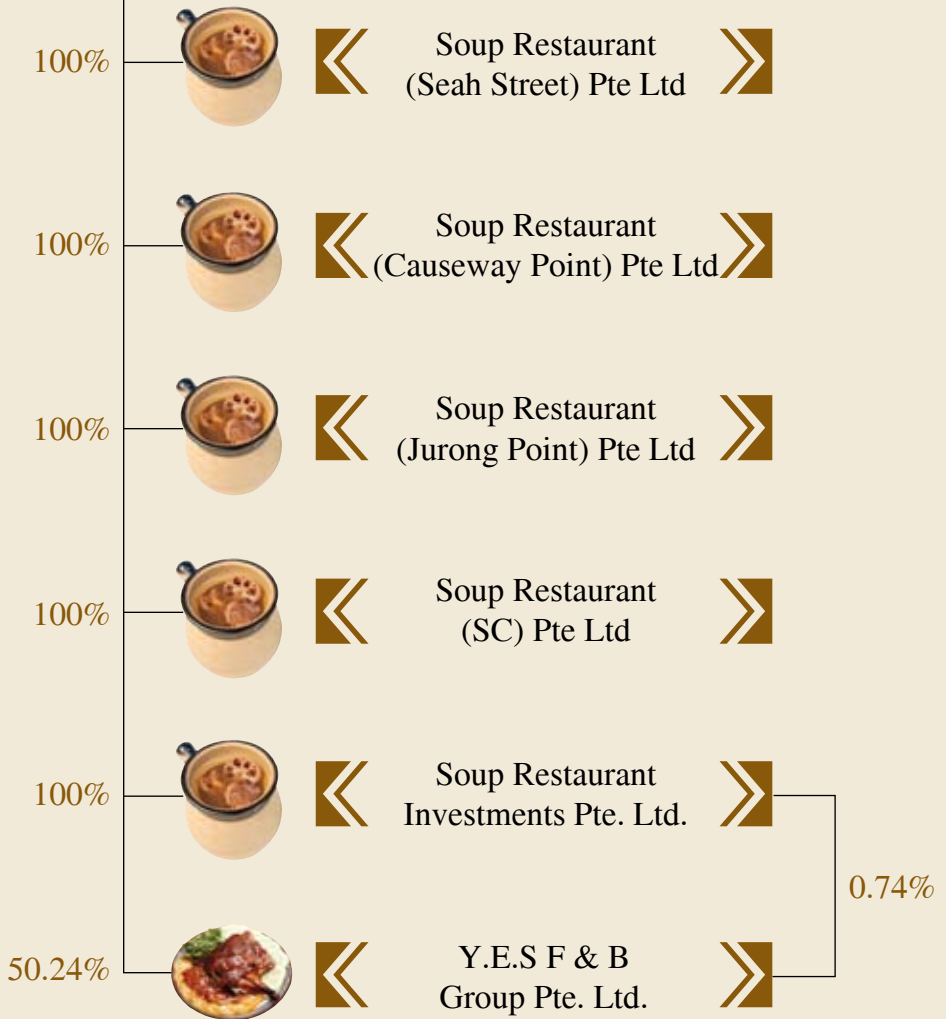 100%
Soup Restaurant
(Seah Street) Pte Ltd
100%
Soup Restaurant
(Causeway Point) Pte Ltd
100%
Soup Restaurant
(Jurong Point) Pte Ltd
100%
Soup Restaurant
(SC) Pte Ltd
100%
Soup Restaurant
Investments Pte. Ltd.
0.74%
50.24%
Y.E.S F & B
Group Pte. Ltd.